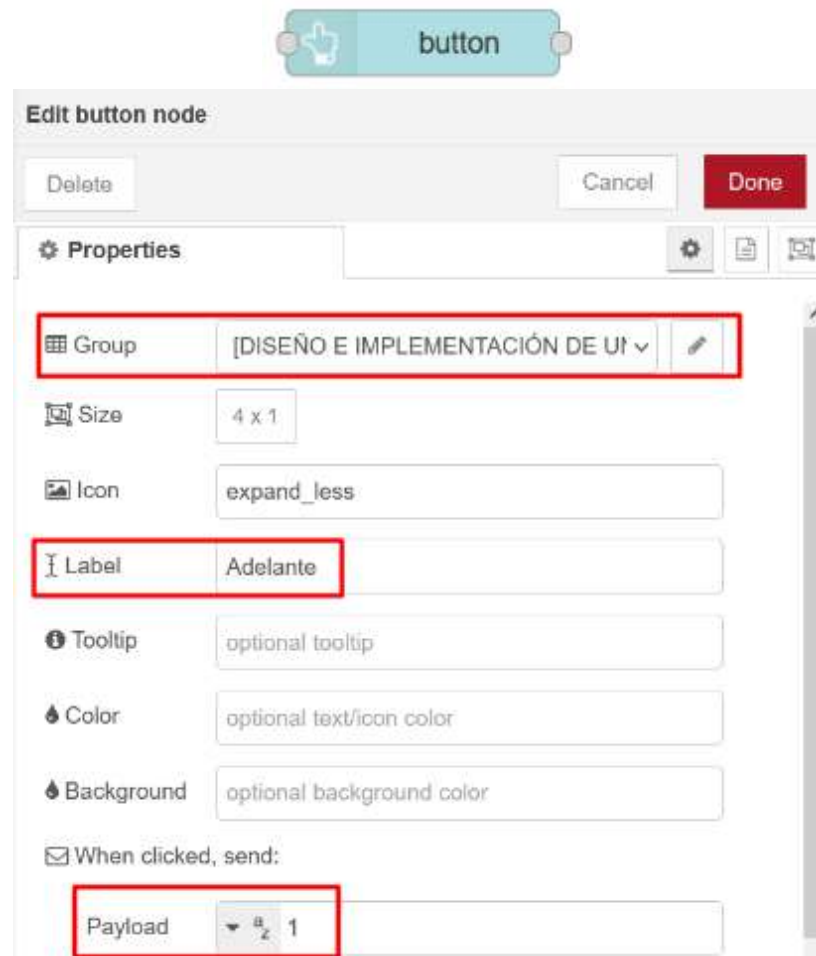 button
Edit button node
Delete Cancel Done
Properties
Group [DISEÑO E IMPLEMENTACIÓN DE UN
Size 4 x 1
Icon expand_less
Label Adelante
Tooltip optional tooltip
Color optional text/icon color
Background optional background color
When clicked, send:
Payload a z 1